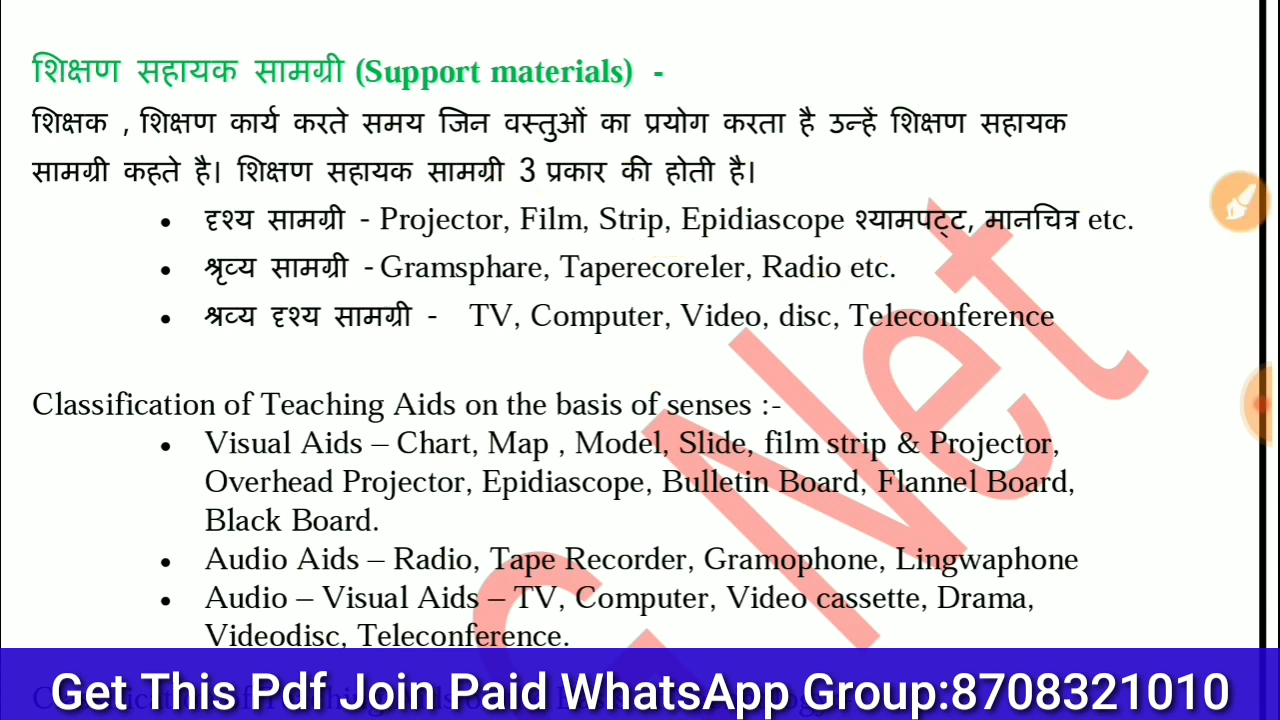 शिक्षण सहायक सामग्री (Support materials) -
शिक्षक , शिक्षण कार्य करते समय जिन वस्तुओं का प्रयोग करता है उन्हें शिक्षण सहायक
सामग्री कहते है। शिक्षण सहायक सामग्री 3 प्रकार की होती है।
• दृश्य सामग्री - Projector, Film, Strip, Epidiascope श्यामपट्ट, मानचित्र etc.
• श्रृव्य सामग्री - Gramsphare, Taperecoreler, Radio etc.
• श्रव्य दृश्य सामग्री - TV, Computer, Video, disc, Teleconference
Classification of Teaching Aids on the basis of senses :-
• Visual Aids – Chart, Map , Model, Slide, film strip & Projector,
Overhead Projector, Epidiascope, Bulletin Board, Flannel Board,
Black Board.
• Audio Aids – Radio, Tape Recorder, Gramophone, Lingwaphone
• Audio – Visual Aids – TV, Computer, Video cassette, Drama,
Videodisc, Teleconference.
Get This Pdf Join Paid WhatsApp Group:8708321010
G Net